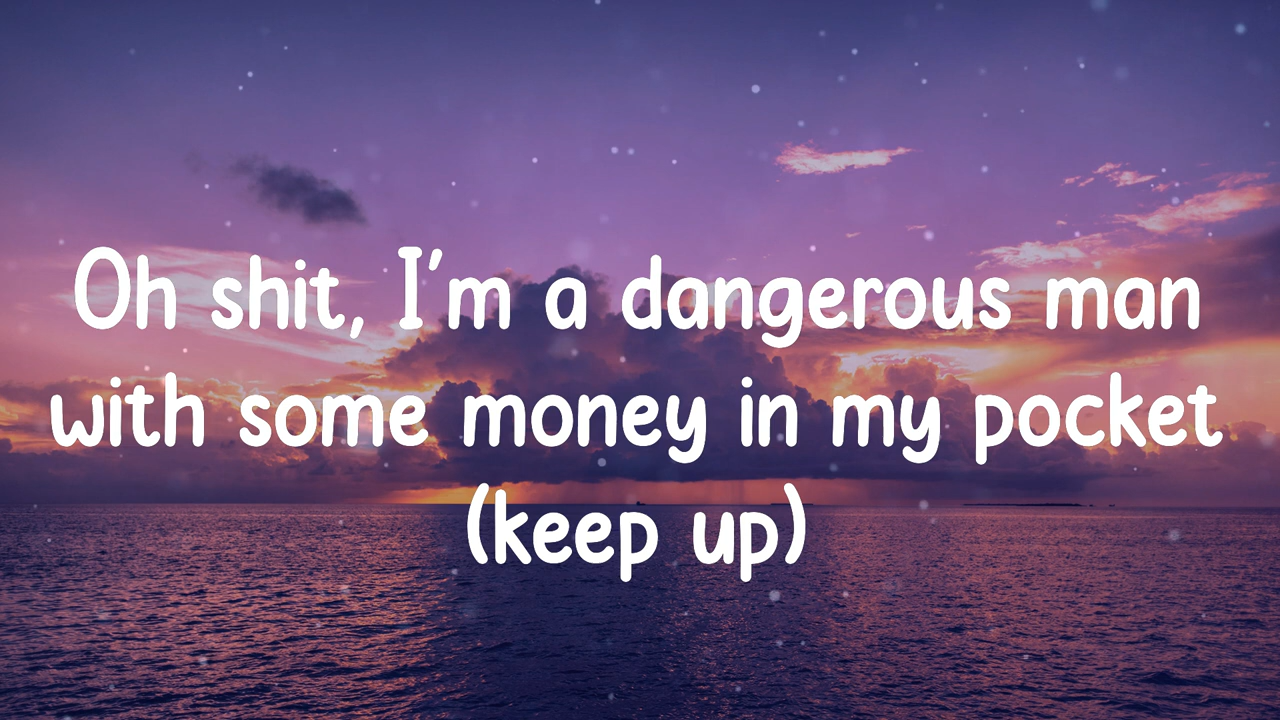 Oh shit, I'm a dangerous man
with some money in my pocket
(keep up)